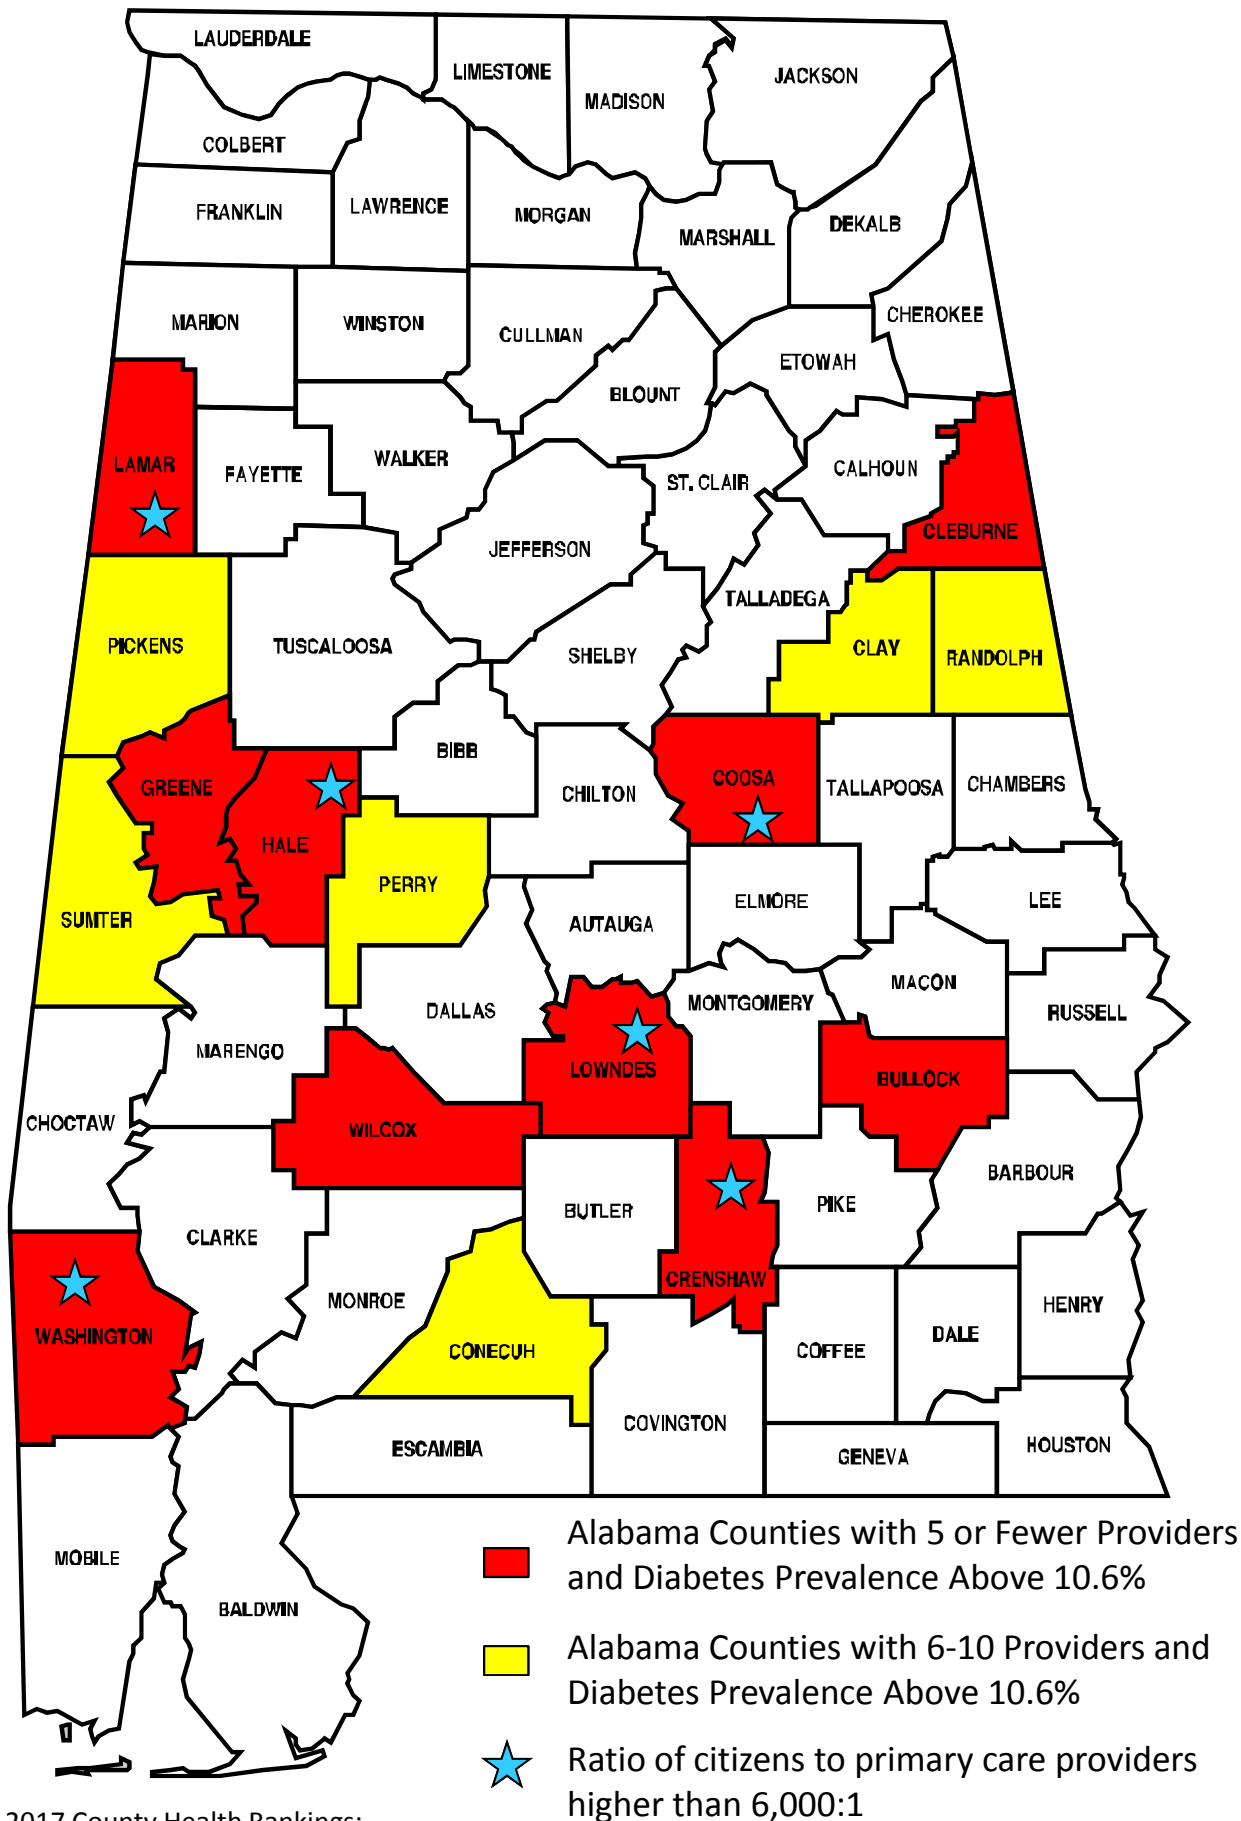 LAUDERDALE
LIMESTONE
MADISON
JACKSON
COLBERT
FRANKLIN
LAWRENCE
MORGAN
MARSHALL
DEKALB
CHEROKEE
MARION
WINSTON
CULLMAN
ETOWAH
BLOUNT
LAMAR
FAYETTE
WALKER
ST. CLAIR
CALHOUN
CLEBURNE
JEFFERSON
TALLADEGA
PICKENS
TUSCALOOSA
SHELBY
CLAY
RANDOLPH
BIBB
GREENE
HALE
CHILTON
COOSA
TALLAPOOSA
CHAMBERS
PERRY
SUMTER
AUTAUGA
ELMORE
LEE
DALLAS
MONTGOMERY
MACON
RUSSELL
MARENGO
LOWNDES
BULLOCK
CHOCTAW
WILCOX
BARBOUR
CLARKE
BUTLER
PIKE
CRENSHAW
MONROE
HENRY
WASHINGTON
CONECUH
COFFEE
DALE
COVINGTON
ESCAMBIA
GENEVA
HOUSTON
MOBILE
BALDWIN
Alabama Counties with 5 or Fewer Providers
and Diabetes Prevalence Above 10.6%
Alabama Counties with 6-10 Providers and
Diabetes Prevalence Above 10.6%
Ratio of citizens to primary care providers
higher than 6,000:1
2017 County Health Rankings: